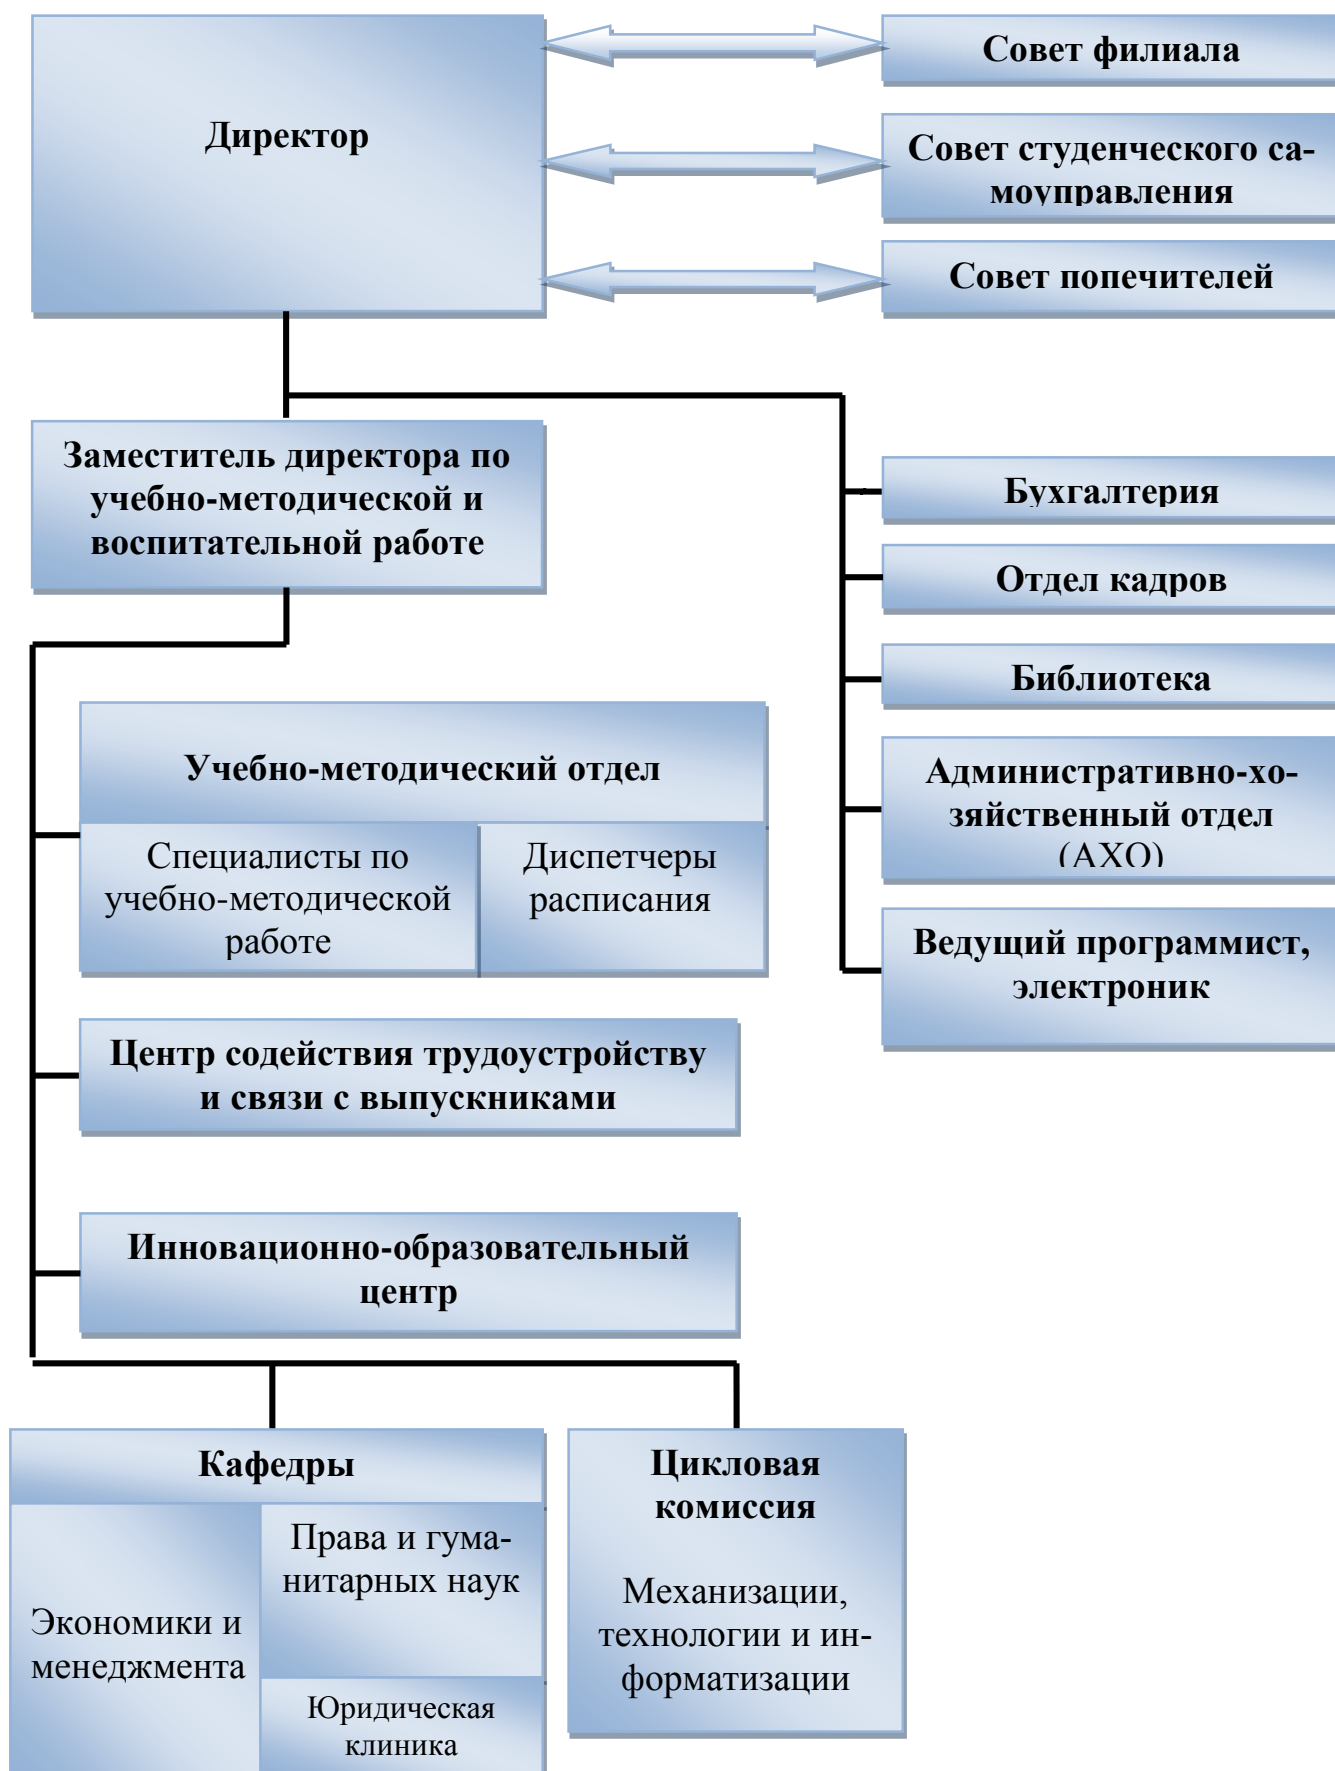 Директор
Совет филиала
Совет студенческого са-
моуправления
Совет попечителей
Заместитель директора по
учебно-методической и
воспитательной работе
Бухгалтерия
Отдел кадров
Библиотека
Административно-хо-
зяйственный отдел
(АХО)
Ведущий программист,
электроник
Учебно-методический отдел
Специалисты по
учебно-методической
работе
Диспетчеры
расписания
Центр содействия трудоустройству
и связи с выпускниками
Инновационно-образовательный
центр
Кафедры
Экономики и
менеджмента
Права и гума-
нитарных наук
Юридическая
клиника
Цикловая
комиссия
Механизации,
технологии и ин-
форматизации